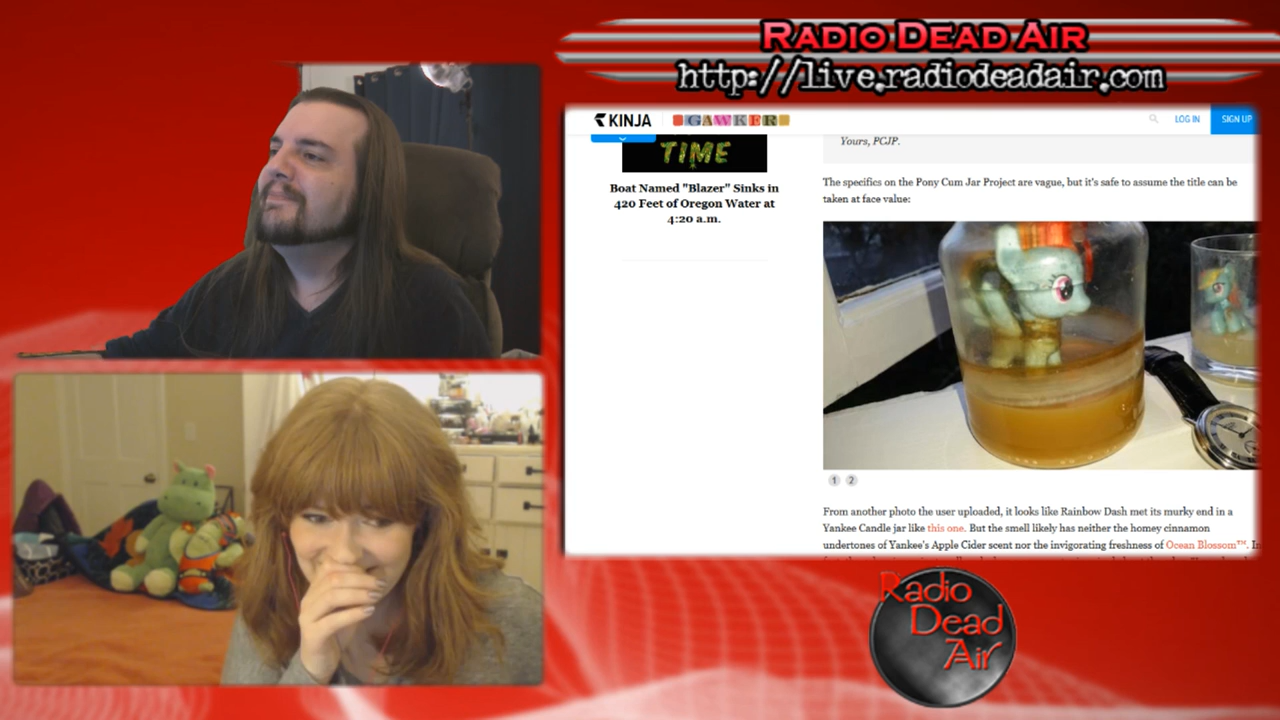 RADIO DEAD AIR
http://live.radiodeadair.com
KINJA
GAWKER
LOG IN
SIGN UP
TIME
Boat Named "Blazer" Sinks in
420 Feet of Oregon Water at
4:20 a.m.
Yours, PCJP.
The specifics on the Pony Cum Jar Project are vague, but it's safe to assume the title can be
taken at face value:
1 2
From another photo the user uploaded, it looks like Rainbow Dash met its murky end in a
Yankee Candle jar like this one. But the smell likely has neither the homey cinnamon
undertones of Yankee's Apple Cider scent nor the invigorating freshness of Ocean Blossom™. In
Radio
Dead
Air